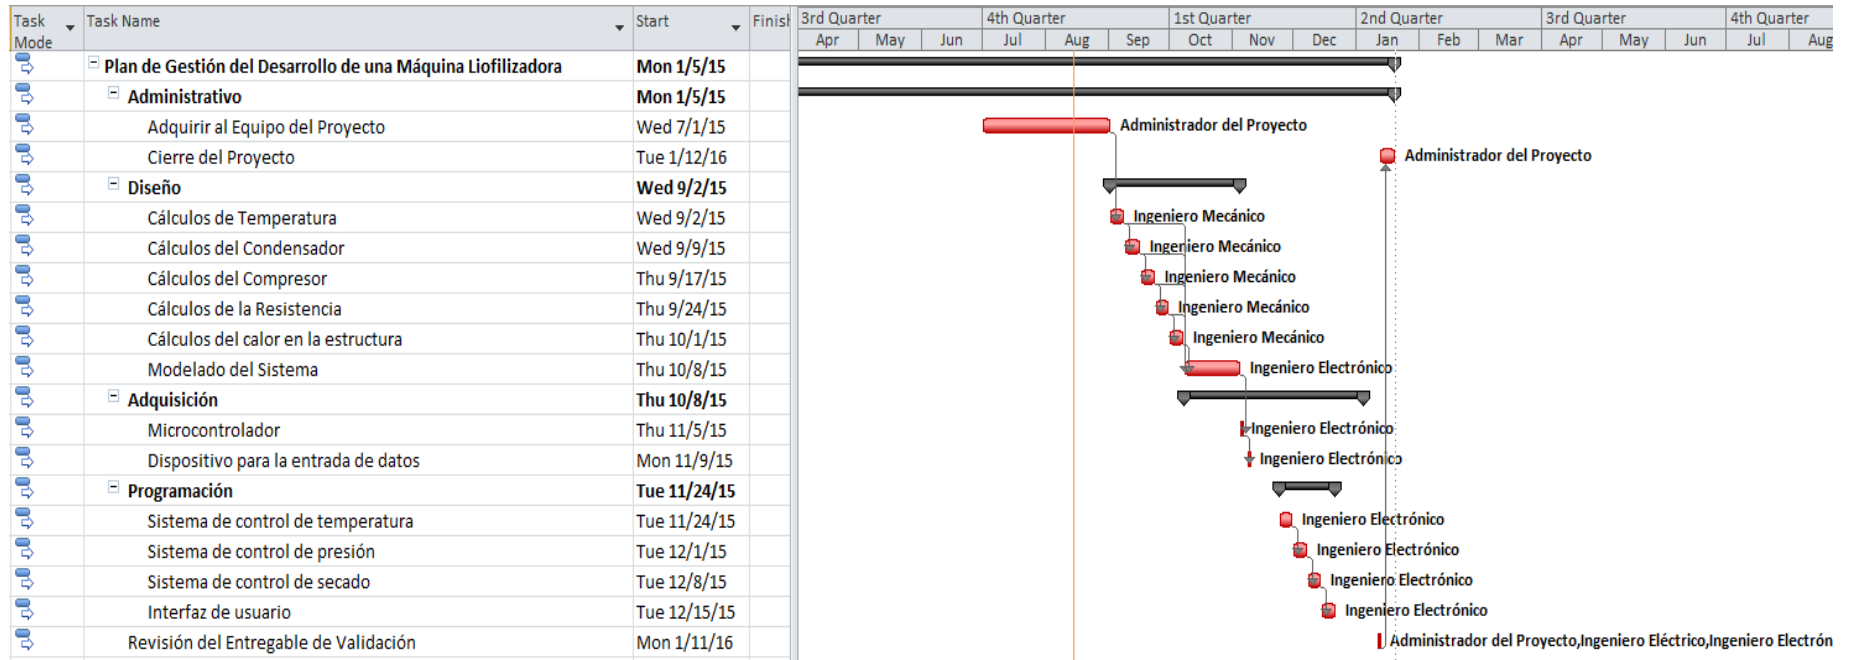 Task Mode Task Name Start Finish 3rd Quarter 4th Quarter 1st Quarter 2nd Quarter 3rd Quarter 4th Quarter
Apr May Jun Jul Aug Sep Oct Nov Dec Jan Feb Mar Apr May Jun Jul Aug
Plan de Gestión del Desarrollo de una Máquina Liofilizadora Mon 1/5/15
Administrativo Mon 1/5/15
Adquirir al Equipo del Proyecto Wed 7/1/15 Administrador del Proyecto
Cierre del Proyecto Tue 1/12/16 Administrador del Proyecto
Diseño Wed 9/2/15
Cálculos de Temperatura Wed 9/2/15 Ingeniero Mecánico
Cálculos del Condensador Wed 9/9/15 Ingeniero Mecánico
Cálculos del Compresor Thu 9/17/15 Ingeniero Mecánico
Cálculos de la Resistencia Thu 9/24/15 Ingeniero Mecánico
Cálculos del calor en la estructura Thu 10/1/15 Ingeniero Mecánico
Modelado del Sistema Thu 10/8/15 Ingeniero Electrónico
Adquisición Thu 10/8/15
Microcontrolador Thu 11/5/15 Ingeniero Electrónico
Dispositivo para la entrada de datos Mon 11/9/15 Ingeniero Electrónico
Programación Tue 11/24/15
Sistema de control de temperatura Tue 11/24/15 Ingeniero Electrónico
Sistema de control de presión Tue 12/1/15 Ingeniero Electrónico
Sistema de control de secado Tue 12/8/15 Ingeniero Electrónico
Interfaz de usuario Tue 12/15/15 Ingeniero Electrónico
Revisión del Entregable de Validación Mon 1/11/16 Administrador del Proyecto,Ingeniero Eléctrico,Ingeniero Electrón